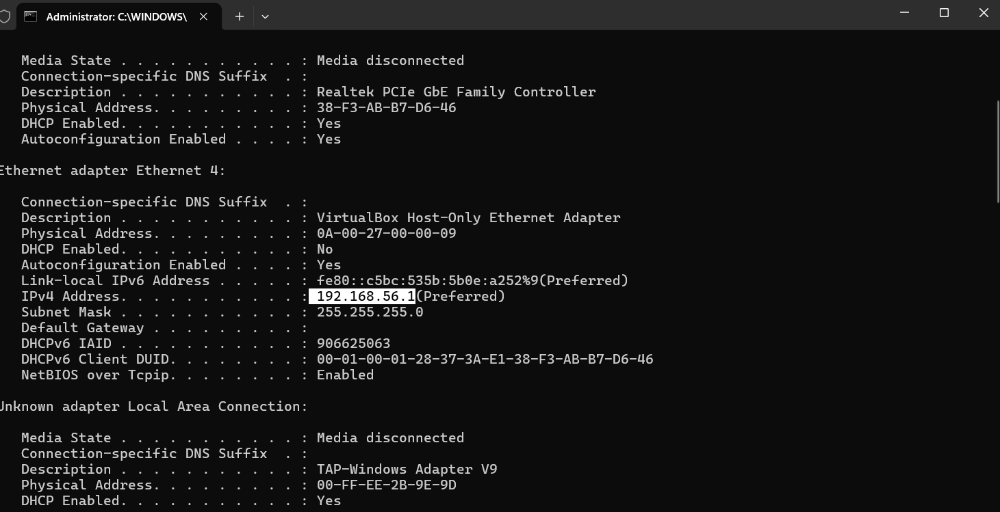 Administrator: C:\WINDOWS\
Media State . . . . . . . . . . . : Media disconnected
Connection-specific DNS Suffix  . :
Description . . . . . . . . . . . : Realtek PCIe GbE Family Controller
Physical Address. . . . . . . . . : 38-F3-AB-B7-D6-46
DHCP Enabled. . . . . . . . . . . : Yes
Autoconfiguration Enabled . . . . : Yes
Ethernet adapter Ethernet 4:
Connection-specific DNS Suffix  . :
Description . . . . . . . . . . . : VirtualBox Host-Only Ethernet Adapter
Physical Address. . . . . . . . . : 0A-00-27-00-00-09
DHCP Enabled. . . . . . . . . . . : No
Autoconfiguration Enabled . . . . : Yes
Link-local IPv6 Address . . . . . : fe80::c5bc:535b:5b0e:a252%9(Preferred)
IPv4 Address. . . . . . . . . . . : 192.168.56.1(Preferred)
Subnet Mask . . . . . . . . . . . : 255.255.255.0
Default Gateway . . . . . . . . . :
DHCPv6 IAID . . . . . . . . . . . : 906625063
DHCPv6 Client DUID. . . . . . . . : 00-01-00-01-28-37-3A-E1-38-F3-AB-B7-D6-46
NetBIOS over Tcpip. . . . . . . . : Enabled
Unknown adapter Local Area Connection:
Media State . . . . . . . . . . . : Media disconnected
Connection-specific DNS Suffix  . :
Description . . . . . . . . . . . : TAP-Windows Adapter V9
Physical Address. . . . . . . . . : 00-FF-EE-2B-9E-9D
DHCP Enabled. . . . . . . . . . . : Yes